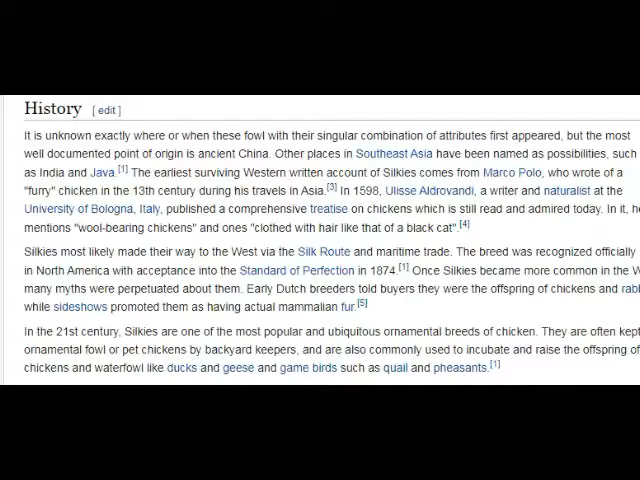 History [ edit ]
It is unknown exactly where or when these fowl with their singular combination of attributes first appeared, but the most
well documented point of origin is ancient China. Other places in Southeast Asia have been named as possibilities, such
as India and Java.[1] The earliest surviving Western written account of Silkies comes from Marco Polo, who wrote of a
"furry" chicken in the 13th century during his travels in Asia.[3] In 1598, Ulisse Aldrovandi, a writer and naturalist at the
University of Bologna, Italy, published a comprehensive treatise on chickens which is still read and admired today. In it, he
mentions "wool-bearing chickens" and ones "clothed with hair like that of a black cat".[4]
Silkies most likely made their way to the West via the Silk Route and maritime trade. The breed was recognized officially
in North America with acceptance into the Standard of Perfection in 1874.[1] Once Silkies became more common in the W
many myths were perpetuated about them. Early Dutch breeders told buyers they were the offspring of chickens and rabb
while sideshows promoted them as having actual mammalian fur.[5]
In the 21st century, Silkies are one of the most popular and ubiquitous ornamental breeds of chicken. They are often kept
ornamental fowl or pet chickens by backyard keepers, and are also commonly used to incubate and raise the offspring of
chickens and waterfowl like ducks and geese and game birds such as quail and pheasants.[1]